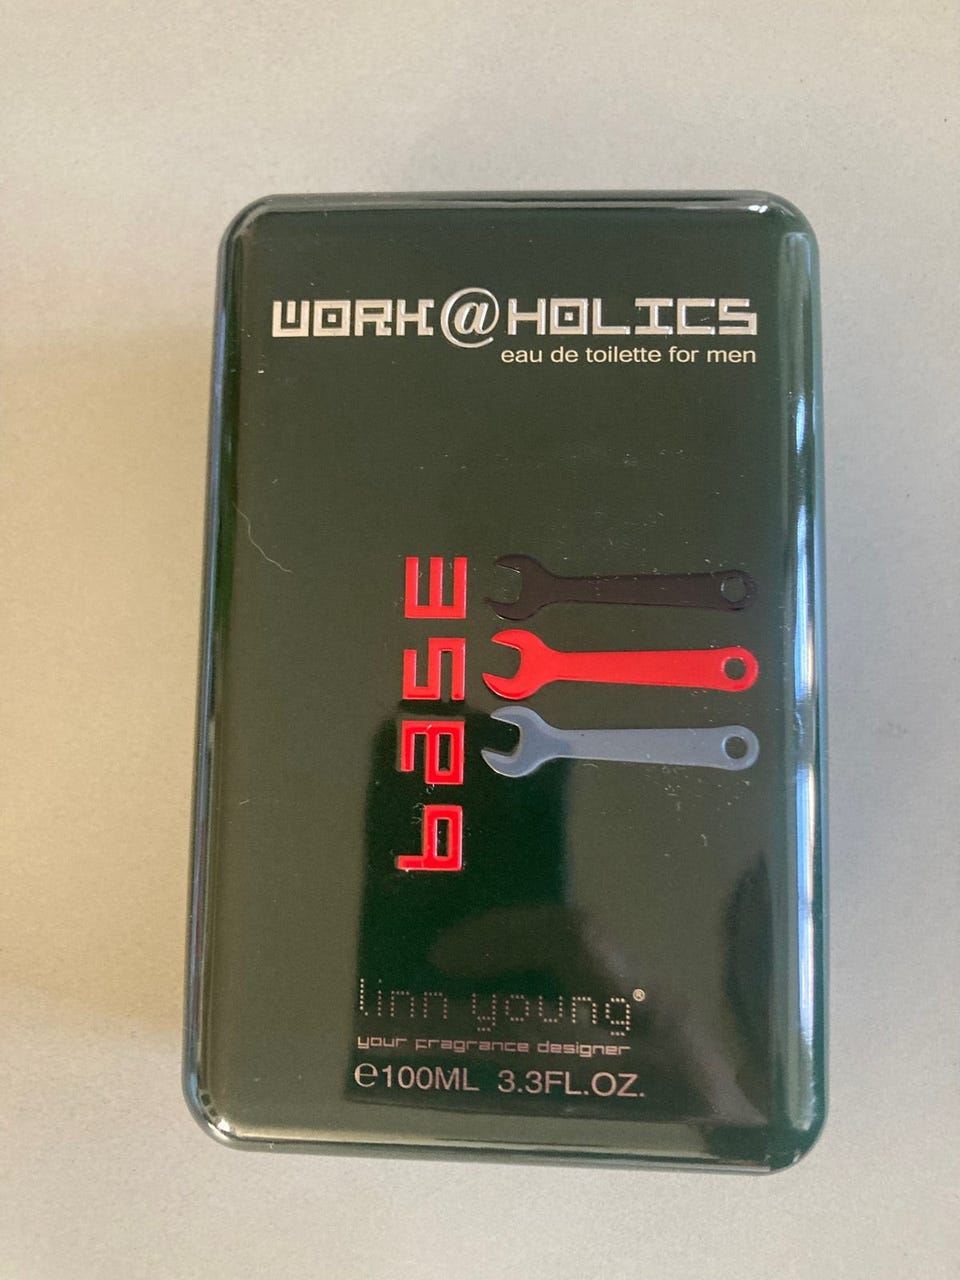 WORK@HOLICS
eau de toilette for men
base
linn young®
your fragrance designer
℮100ML 3.3FL.OZ.